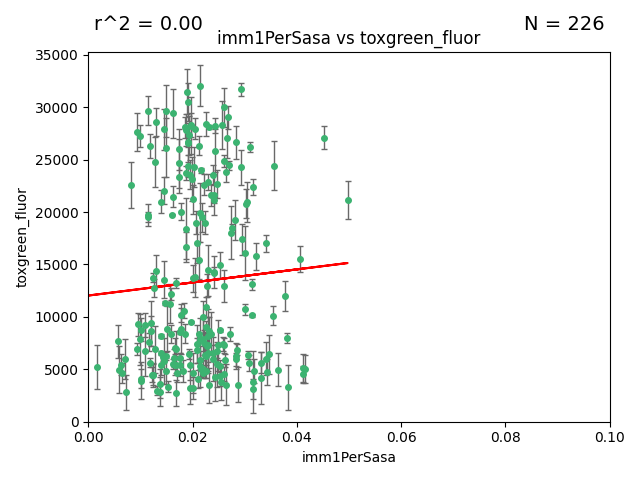 r^2 = 0.00
N = 226
imm1PerSasa vs toxgreen_fluor
35000
30000
25000
20000
15000
10000
5000
0
toxgreen_fluor
0.00
0.02
0.04
0.06
0.08
0.10
imm1PerSasa